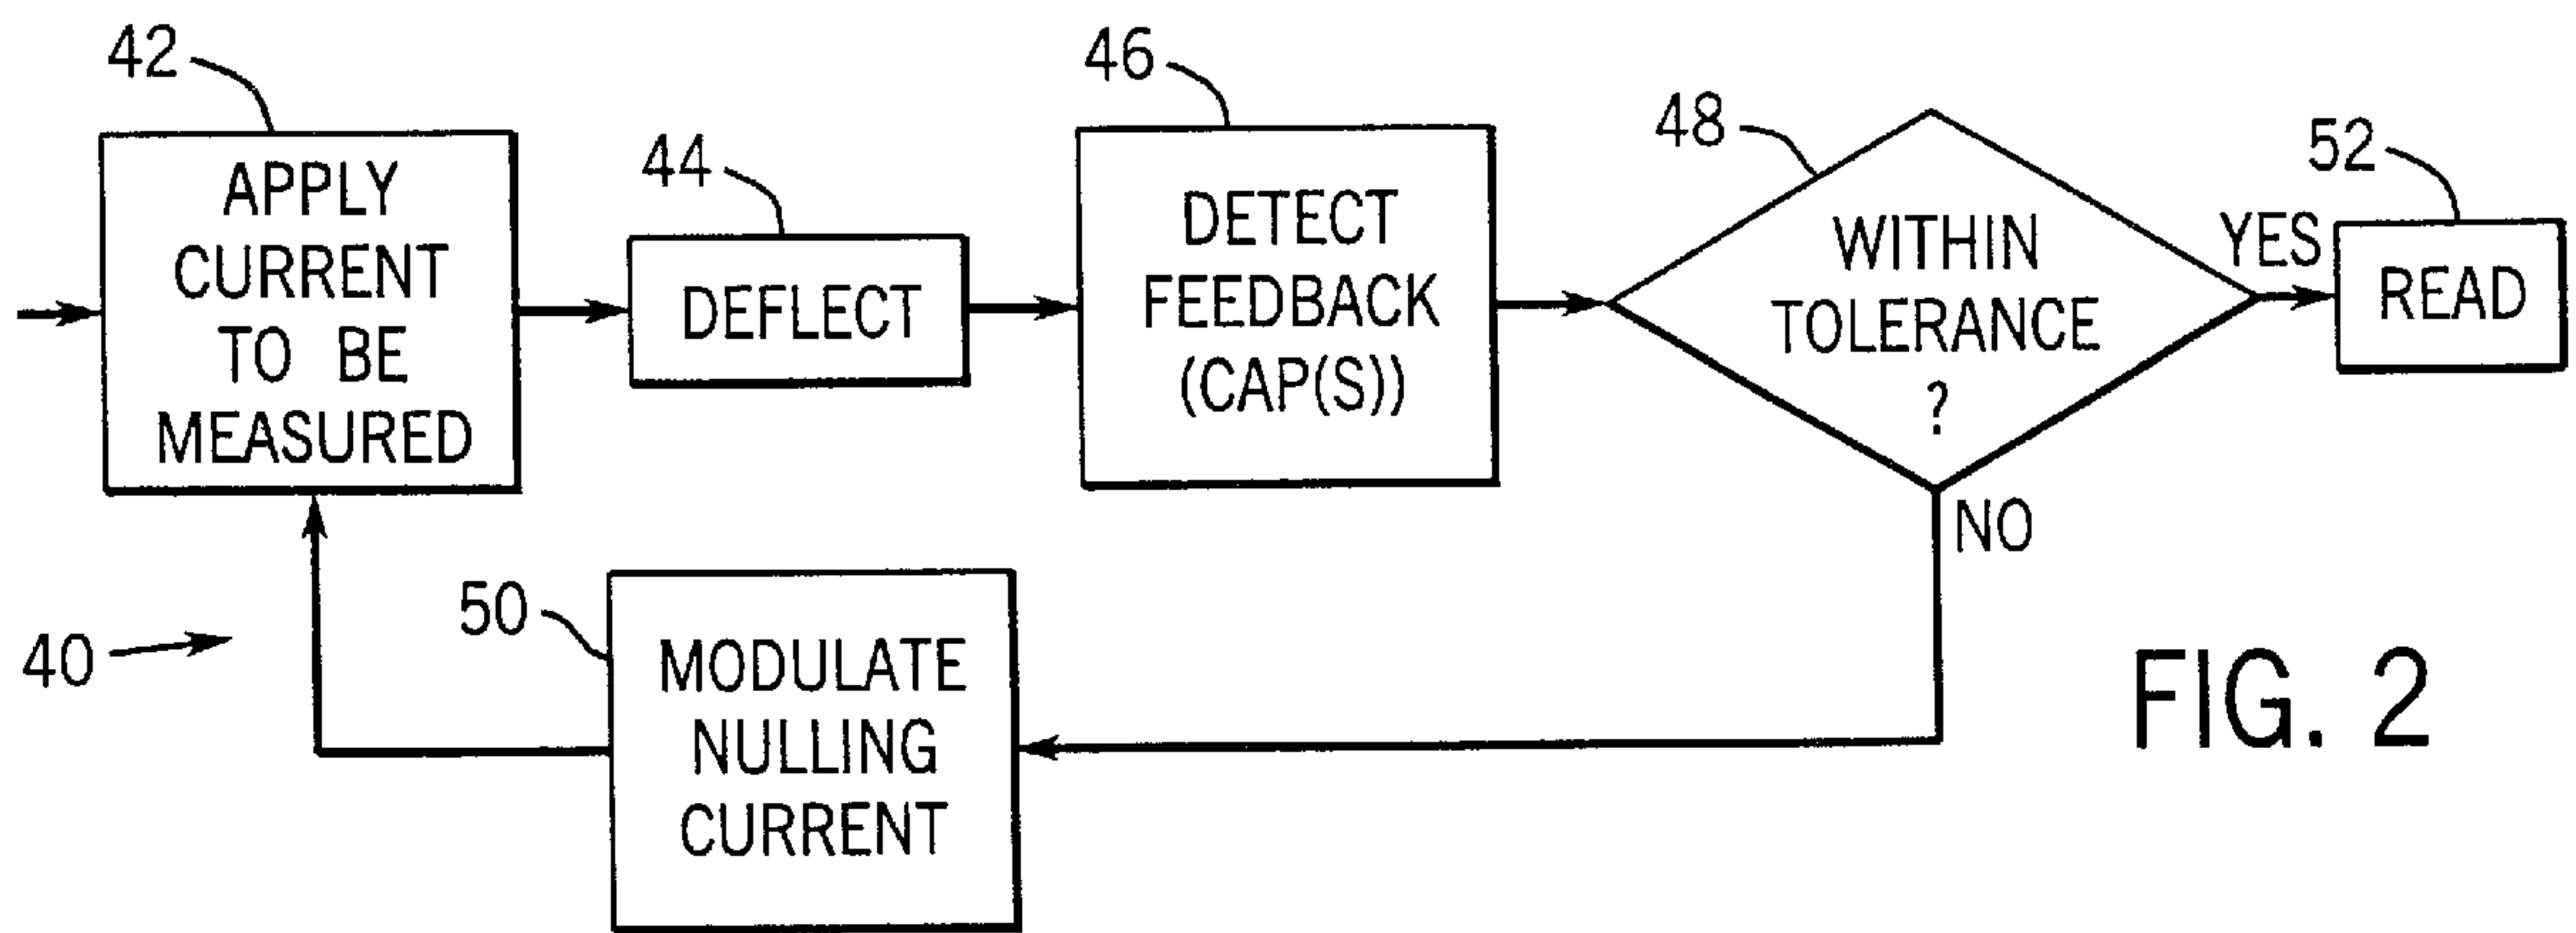 42
APPLY
CURRENT
TO BE
MEASURED
44
DEFLECT
46
DETECT
FEEDBACK
(CAP(S))
48
WITHIN
TOLERANCE
?
YES
52
READ
NO
50
MODULATE
NULLING
CURRENT
40
FIG. 2